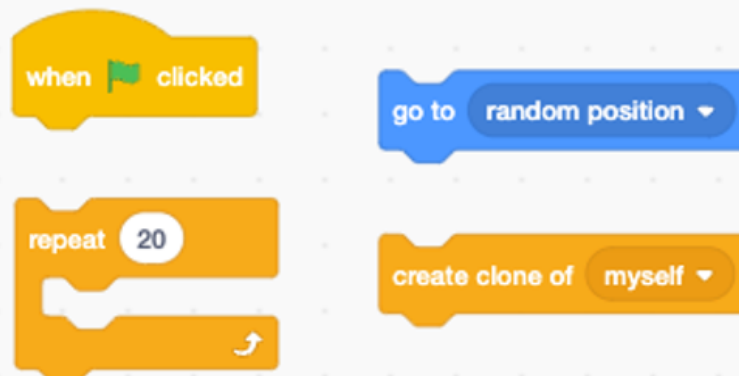 when clicked
go to random position
repeat 20
create clone of myself